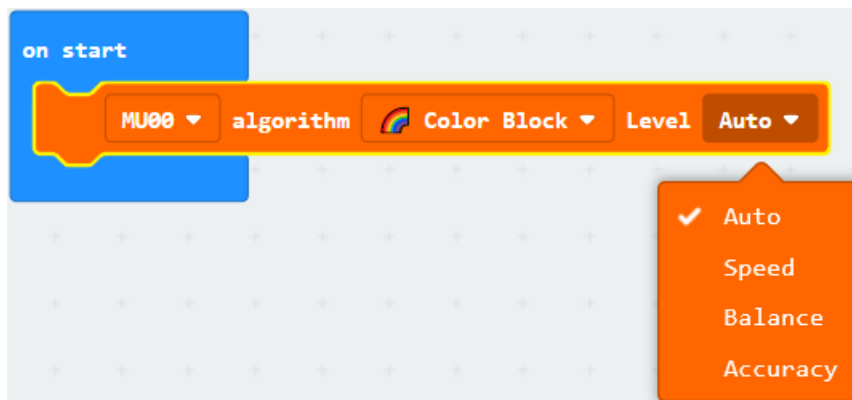 on start
MU00 algorithm Color Block Level Auto
Auto
Speed
Balance
Accuracy